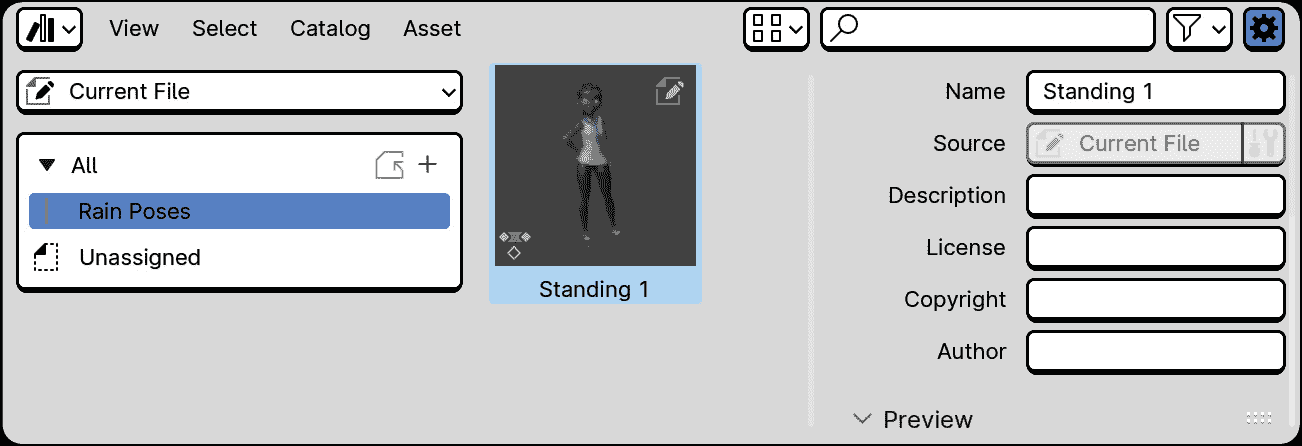 View Select Catalog Asset
Current File
All
Rain Poses
Unassigned
Standing 1
Name Standing 1
Source Current File
Description
License
Copyright
Author
Preview